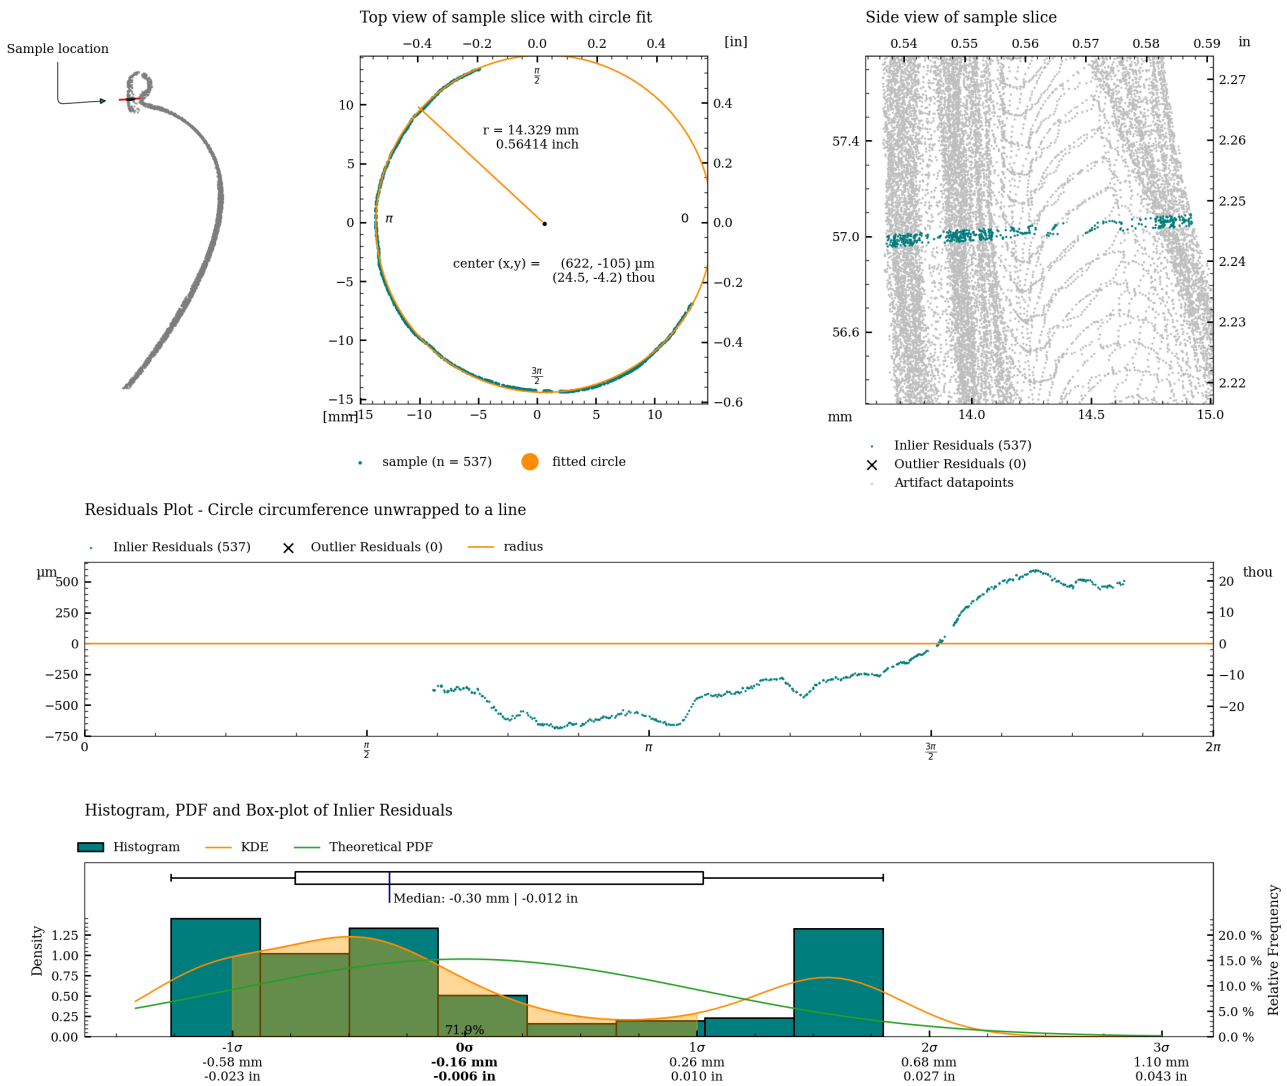 Top view of sample slice with circle fit
Side view of sample slice
Sample location
−0.4 −0.2 0.0 0.2 0.4 [in]
0.54 0.55 0.56 0.57 0.58 0.59 in
π/2
r = 14.329 mm
0.56414 inch
π 0
center (x,y) = (622, -105) µm
(24.5, -4.2) thou
3π/2
10
5
0
−5
−10
−15
0.4
0.2
0.0
−0.2
−0.4
−0.6
[mm] 15 −10 −5 0 5 10
57.4
57.0
56.6
2.27
2.26
2.25
2.24
2.23
2.22
mm 14.0 14.5 15.0
sample (n = 537) fitted circle
Inlier Residuals (537)
Outlier Residuals (0)
Artifact datapoints
Residuals Plot - Circle circumference unwrapped to a line
Inlier Residuals (537) Outlier Residuals (0) radius
µm thou
500
250
0
−250
−500
−750
20
10
0
−10
−20
0 π/2 π 3π/2 2π
Histogram, PDF and Box-plot of Inlier Residuals
Histogram KDE Theoretical PDF
Median: -0.30 mm | -0.012 in
Density
1.25
1.00
0.75
0.50
0.25
0.00
Relative Frequency
20.0 %
15.0 %
10.0 %
5.0 %
0.0 %
71.9%
-1σ 0σ 1σ 2σ 3σ
-0.58 mm -0.16 mm 0.26 mm 0.68 mm 1.10 mm
-0.023 in -0.006 in 0.010 in 0.027 in 0.043 in